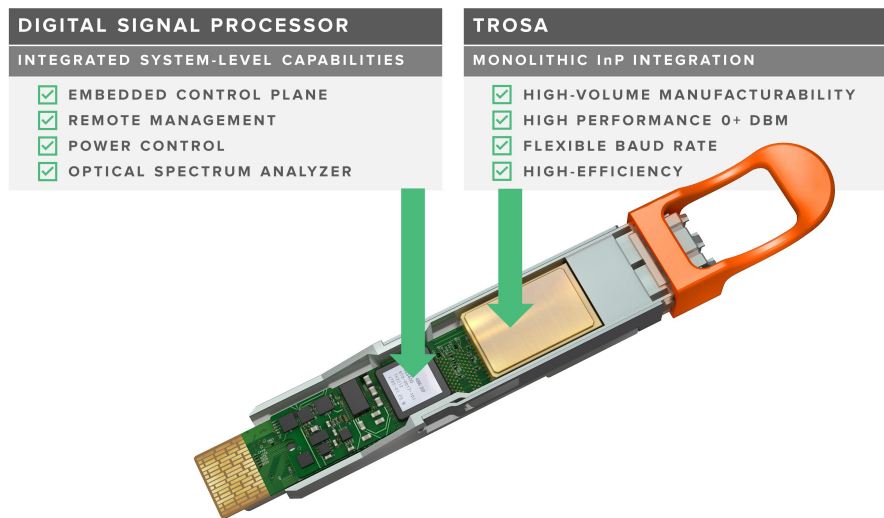 DIGITAL SIGNAL PROCESSOR
INTEGRATED SYSTEM-LEVEL CAPABILITIES
EMBEDDED CONTROL PLANE
REMOTE MANAGEMENT
POWER CONTROL
OPTICAL SPECTRUM ANALYZER
TROSA
MONOLITHIC InP INTEGRATION
HIGH-VOLUME MANUFACTURABILITY
HIGH PERFORMANCE 0+ DBM
FLEXIBLE BAUD RATE
HIGH-EFFICIENCY